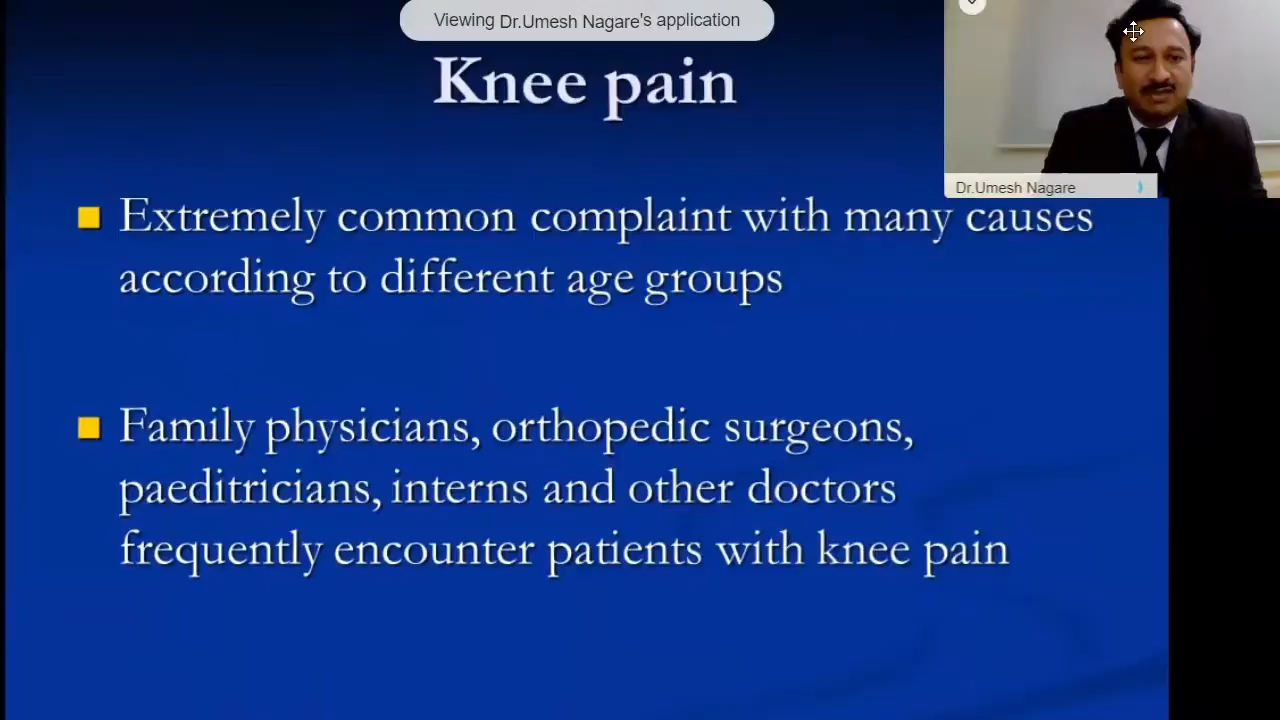 Viewing Dr.Umesh Nagare's application
Knee pain
Dr.Umesh Nagare
Extremely common complaint with many causes
according to different age groups
Family physicians, orthopedic surgeons,
paeditricians, interns and other doctors
frequently encounter patients with knee pain